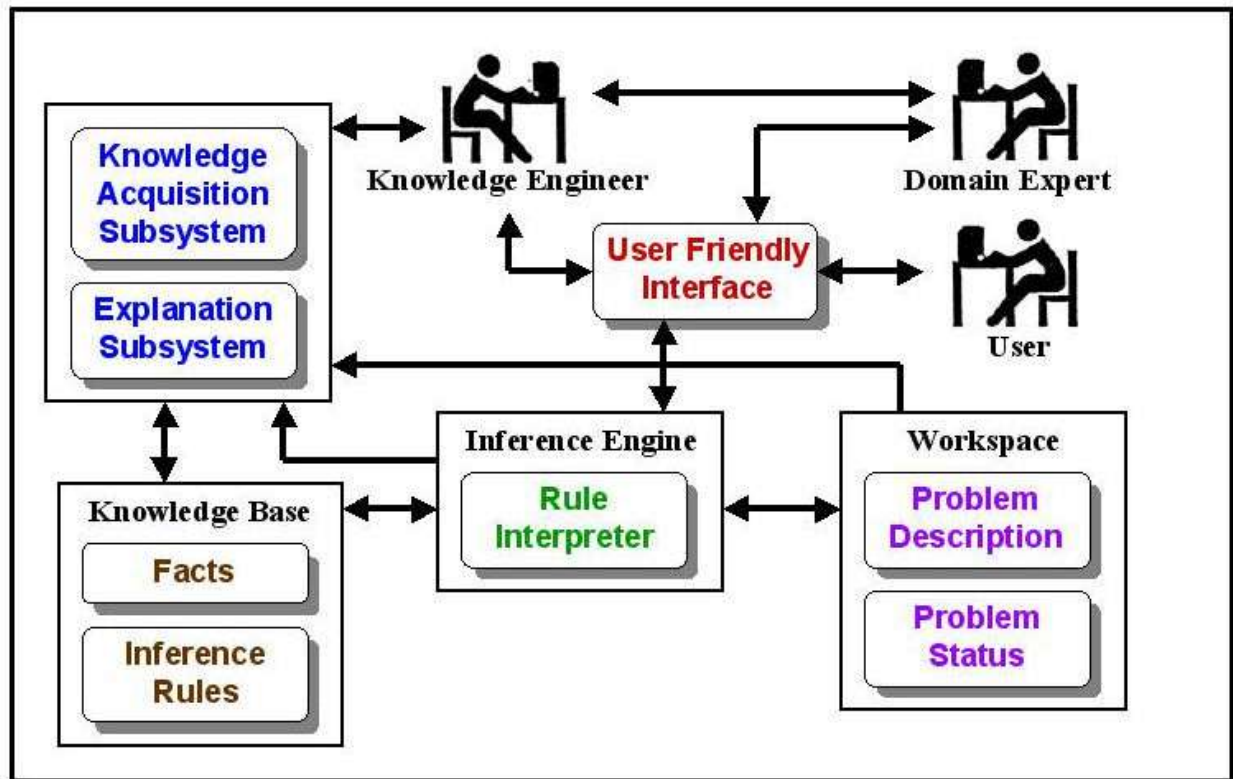 Knowledge
Acquisition
Subsystem
Explanation
Subsystem
Knowledge Engineer
Domain Expert
User Friendly
Interface
User
Inference Engine
Rule
Interpreter
Workspace
Problem
Description
Problem
Status
Knowledge Base
Facts
Inference
Rules